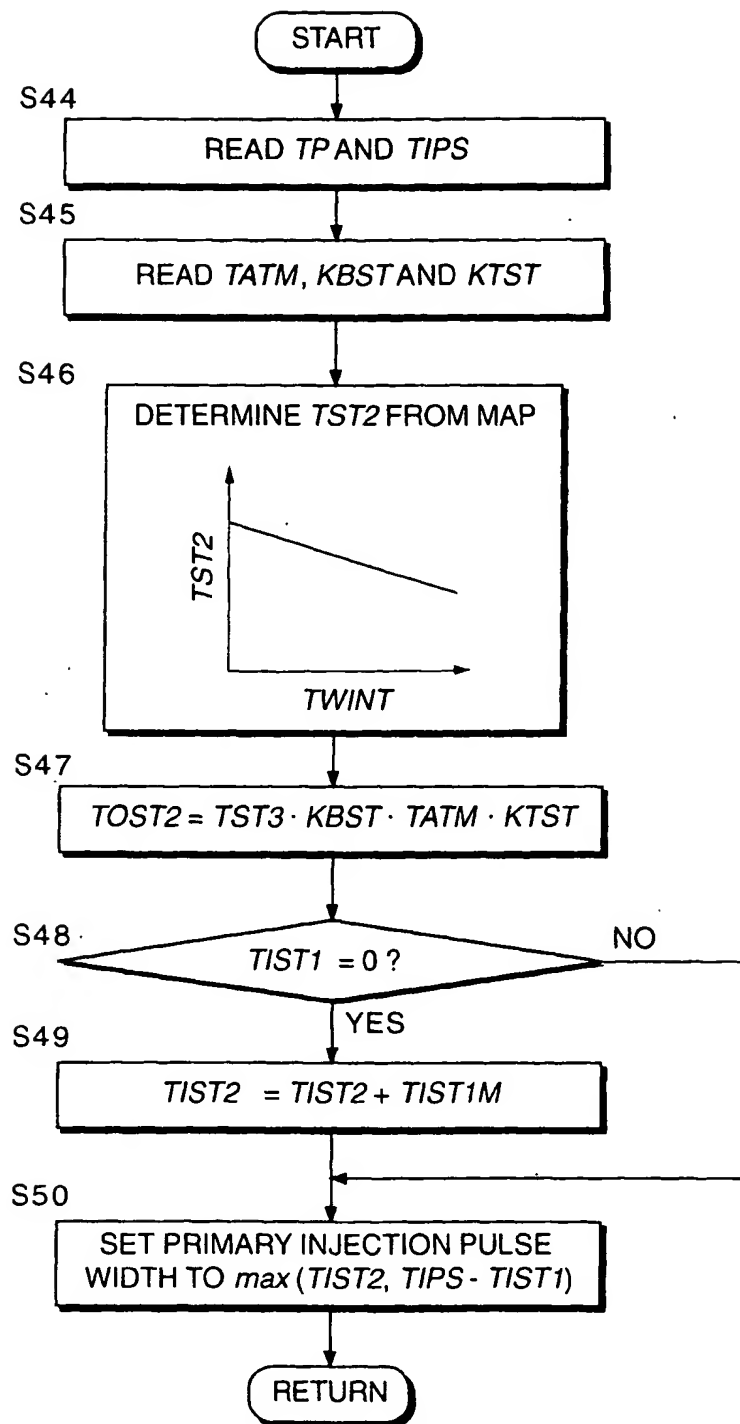 START
S44
READ TP AND TIPS
S45
READ TATM, KBST AND KTST
S46
DETERMINE TST2 FROM MAP
TST2
TWINT
S47
TOST2 = TST3 · KBST · TATM · KTST
S48
TIST1 = 0 ?
NO
YES
S49
TIST2 = TIST2 + TIST1M
S50
SET PRIMARY INJECTION PULSE
WIDTH TO max (TIST2, TIPS - TIST1)
RETURN